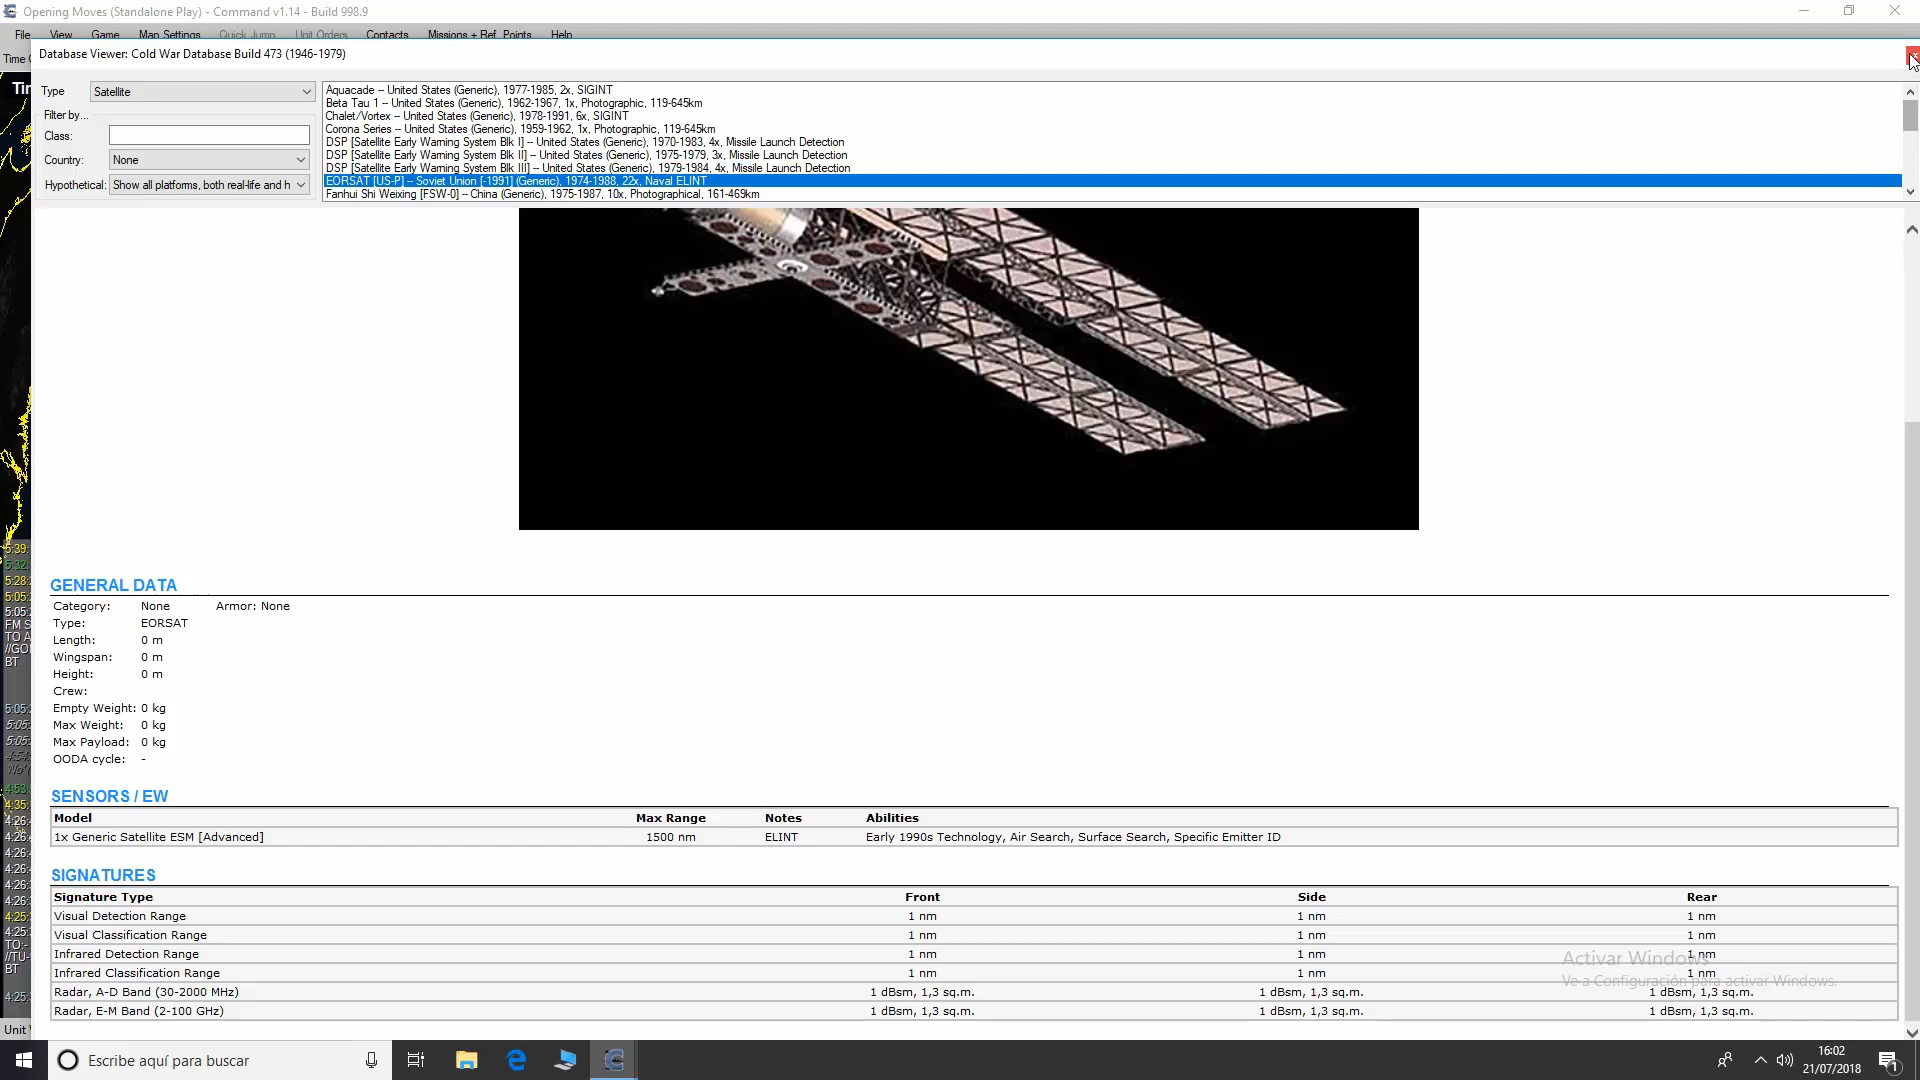 Opening Moves (Standalone Play) - Command v1.14 - Build 998.9
File View Game Map Settings Quick Jump Unit Orders Contacts Missions + Ref. Points Help
Time
Database Viewer: Cold War Database Build 473 (1946-1979)
Type Satellite
Filter by...
Class:
Country: None
Hypothetical: Show all platforms, both real-life and h
Aquacade -- United States (Generic), 1977-1985, 2x, SIGINT
Beta Tau 1 -- United States (Generic), 1962-1967, 1x, Photographic, 119-645km
Chalet/Vortex -- United States (Generic), 1978-1991, 6x, SIGINT
Corona Series -- United States (Generic), 1959-1962, 1x, Photographic, 119-645km
DSP [Satellite Early Warning System Blk I] -- United States (Generic), 1970-1983, 4x, Missile Launch Detection
DSP [Satellite Early Warning System Blk II] -- United States (Generic), 1975-1979, 3x, Missile Launch Detection
DSP [Satellite Early Warning System Blk III] -- United States (Generic), 1979-1984, 4x, Missile Launch Detection
EORSAT [US-P] -- Soviet Union [-1991] (Generic), 1974-1988, 22x, Naval ELINT
Fanhui Shi Weixing [FSW-0] -- China (Generic), 1975-1987, 10x, Photographical, 161-469km
GENERAL DATA
Category: None Armor: None
Type: EORSAT
Length: 0 m
Wingspan: 0 m
Height: 0 m
Crew:
Empty Weight: 0 kg
Max Weight: 0 kg
Max Payload: 0 kg
OODA cycle: -
SENSORS / EW
Model Max Range Notes Abilities
1x Generic Satellite ESM [Advanced] 1500 nm ELINT Early 1990s Technology, Air Search, Surface Search, Specific Emitter ID
SIGNATURES
Signature Type Front Side Rear
Visual Detection Range 1 nm 1 nm 1 nm
Visual Classification Range 1 nm 1 nm 1 nm
Infrared Detection Range 1 nm 1 nm 1 nm
Infrared Classification Range 1 nm 1 nm 1 nm
Radar, A-D Band (30-2000 MHz) 1 dBsm, 1,3 sq.m. 1 dBsm, 1,3 sq.m. 1 dBsm, 1,3 sq.m.
Radar, E-M Band (2-100 GHz) 1 dBsm, 1,3 sq.m. 1 dBsm, 1,3 sq.m. 1 dBsm, 1,3 sq.m.
Activar Windows
Ve a Configuración para activar Windows.
Unit
Escribe aquí para buscar
16:02
21/07/2018
1